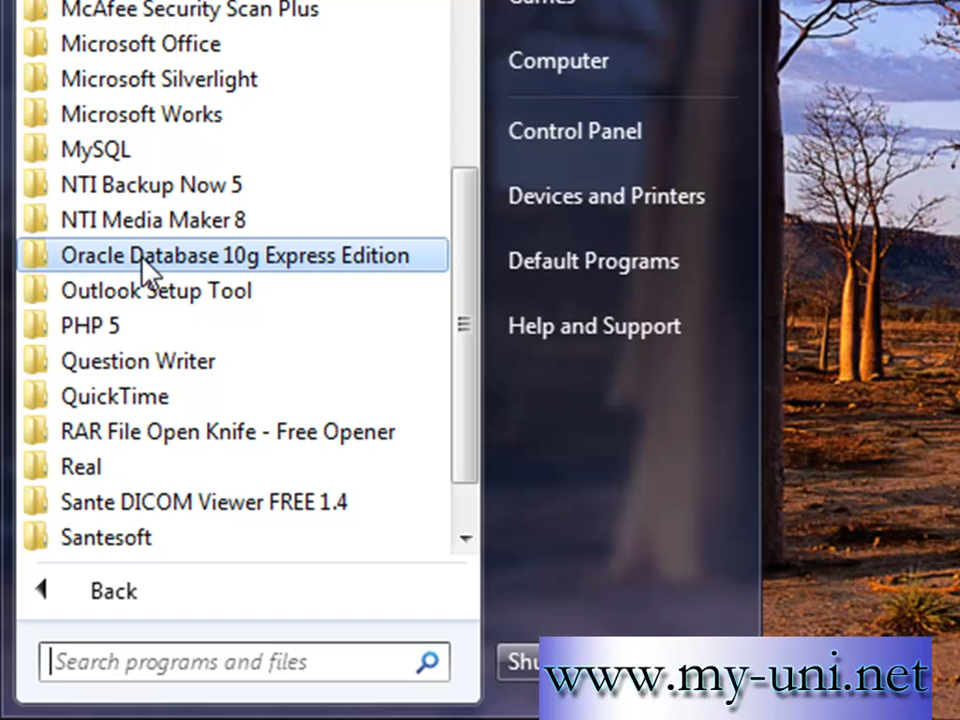 McAfee Security Scan Plus
Microsoft Office
Microsoft Silverlight
Microsoft Works
MySQL
NTI Backup Now 5
NTI Media Maker 8
Oracle Database 10g Express Edition
Outlook Setup Tool
PHP 5
Question Writer
QuickTime
RAR File Open Knife - Free Opener
Real
Sante DICOM Viewer FREE 1.4
Santesoft
Back
Search programs and files
Games
Computer
Control Panel
Devices and Printers
Default Programs
Help and Support
Shu
www.my-uni.net